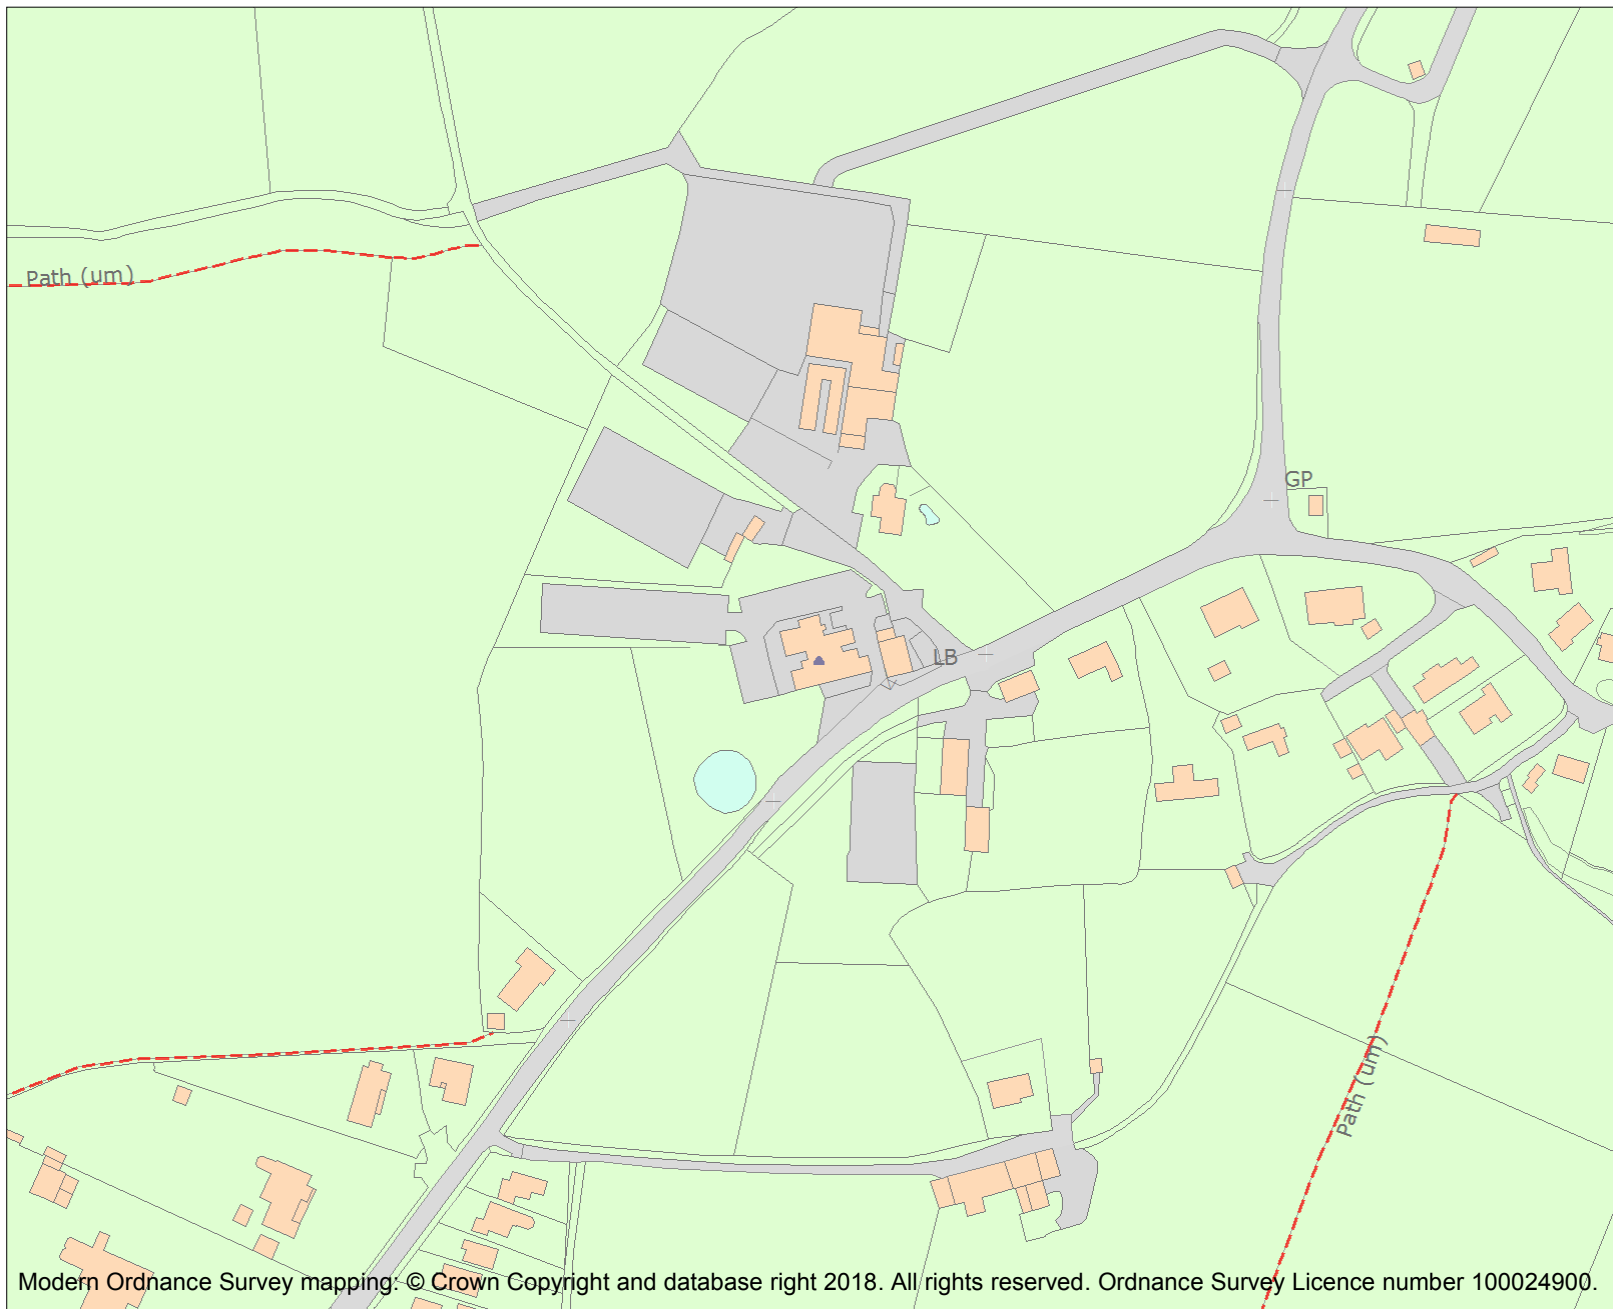 Path (um)
GP
LB
Path (um)
Modern Ordnance Survey mapping: © Crown Copyright and database right 2018. All rights reserved. Ordnance Survey Licence number 100024900.